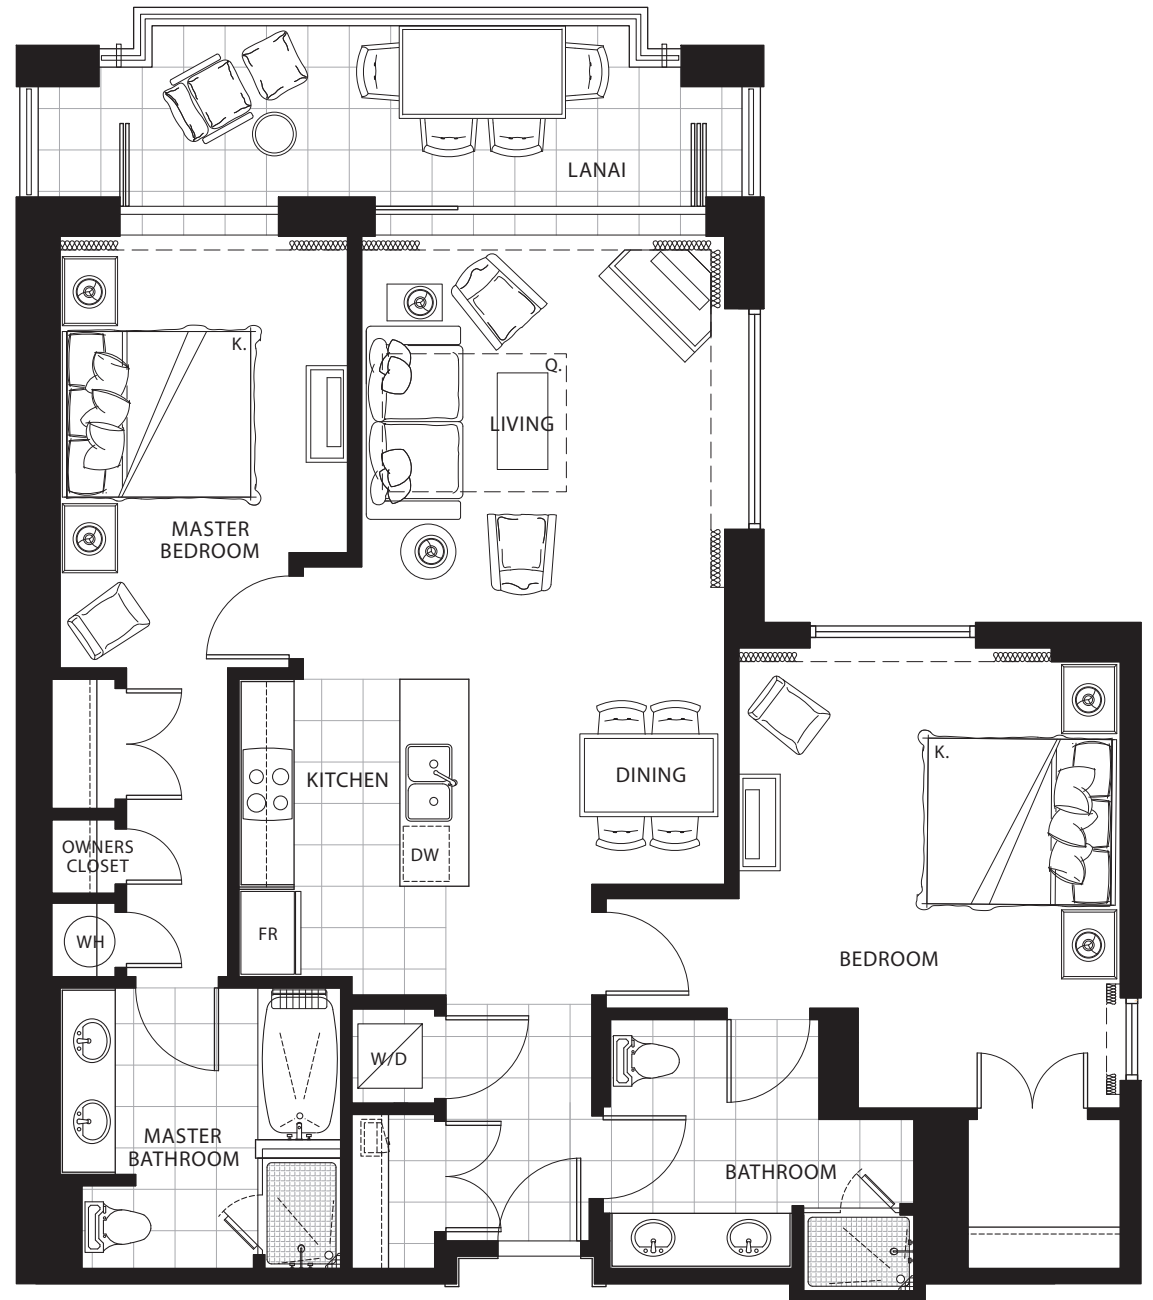 LANAI
K.
Q.
LIVING
MASTER
BEDROOM
KITCHEN
DINING
K.
OWNERS
CLOSET
DW
WH
FR
BEDROOM
W/D
MASTER
BATHROOM
BATHROOM